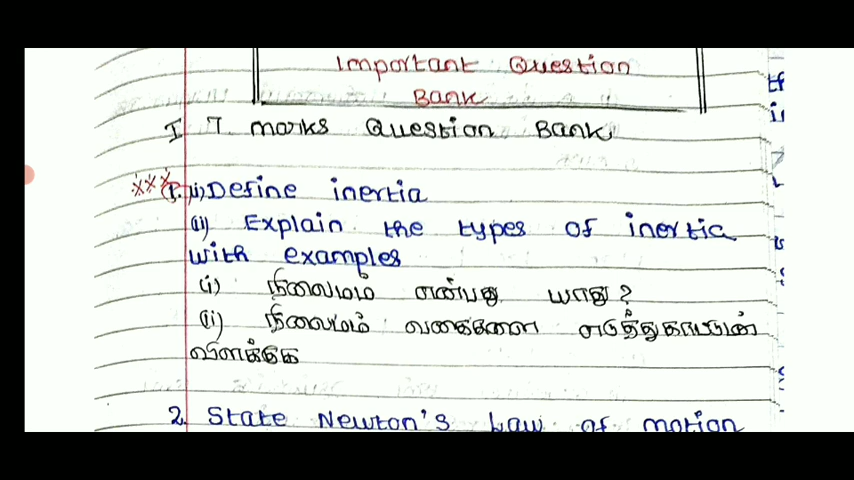 Important Question
Bank
I 7 marks Question Bank
*** 1. i) Define inertia
(ii) Explain the types of inertia
with examples
(i) நிலைமம் என்பது யாது?
(ii) நிலைமம் வகைகளை எடுத்துகாட்டுடன்
விளக்குக
2. State Newton's Law of motion